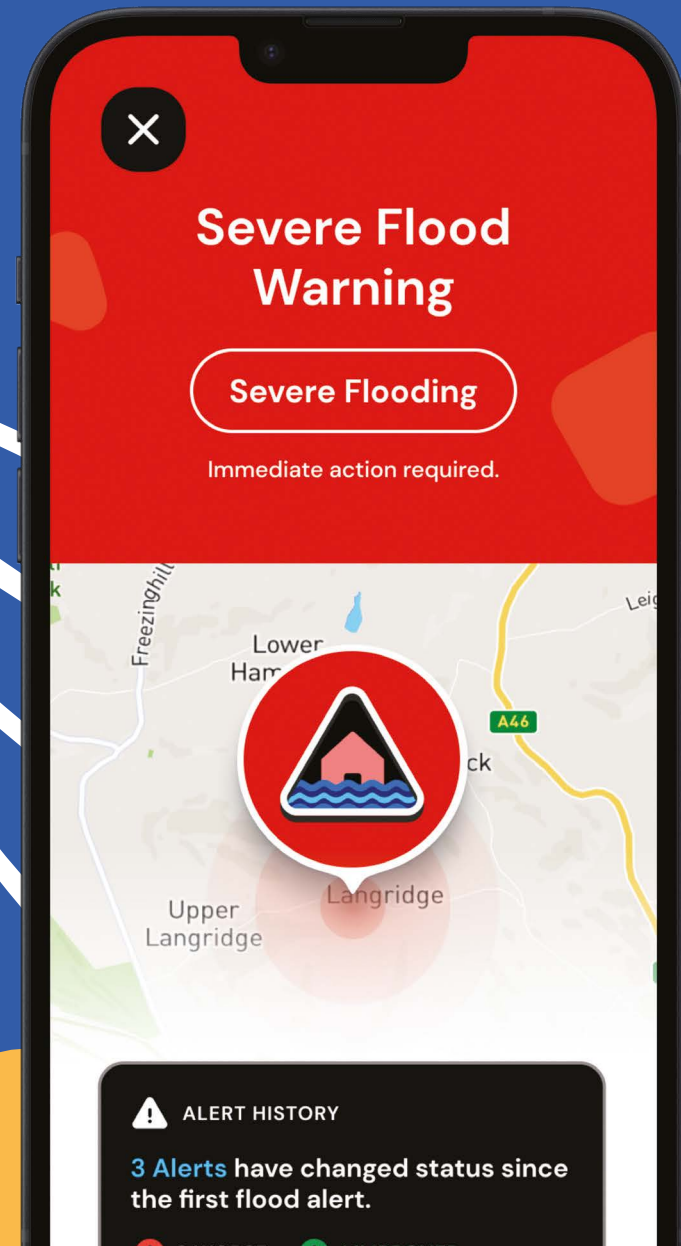 Severe Flood
Warning
Severe Flooding
Immediate action required.
Freezinghill
Leig
Lower
Ham
A46
ck
Langridge
Upper
Langridge
ALERT HISTORY
3 Alerts have changed status since
the first flood alert.